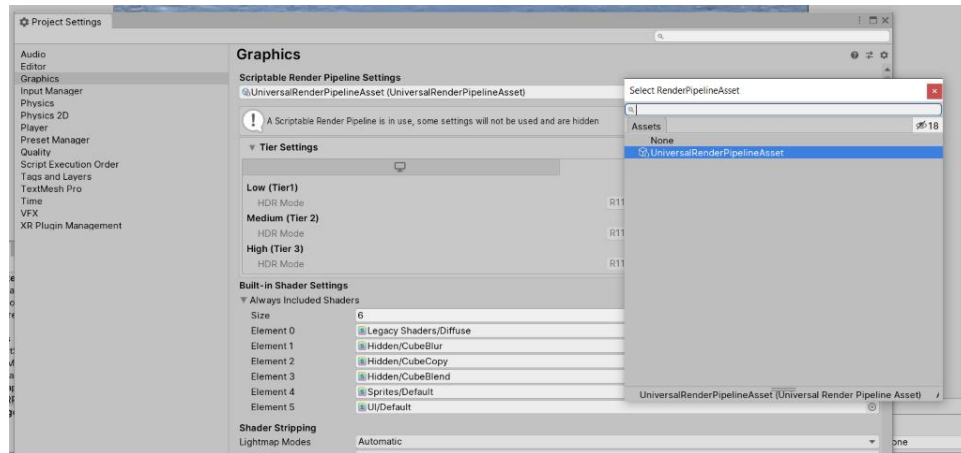 Project Settings
Audio
Editor
Graphics
Input Manager
Physics
Physics 2D
Player
Preset Manager
Quality
Script Execution Order
Tags and Layers
TextMesh Pro
Time
VFX
XR Plugin Management
Graphics
Scriptable Render Pipeline Settings
UniversalRenderPipelineAsset (UniversalRenderPipelineAsset)
A Scriptable Render Pipeline is in use, some settings will not be used and are hidden
Tier Settings
Low (Tier1)
HDR Mode R11
Medium (Tier 2)
HDR Mode R11
High (Tier 3)
HDR Mode R11
Built-in Shader Settings
Always Included Shaders
Size 6
Element 0 Legacy Shaders/Diffuse
Element 1 Hidden/CubeBlur
Element 2 Hidden/CubeCopy
Element 3 Hidden/CubeBlend
Element 4 Sprites/Default
Element 5 UI/Default
Shader Stripping
Lightmap Modes Automatic
Select RenderPipelineAsset
Assets 18
None
UniversalRenderPipelineAsset
UniversalRenderPipelineAsset (Universal Render Pipeline Asset)
one